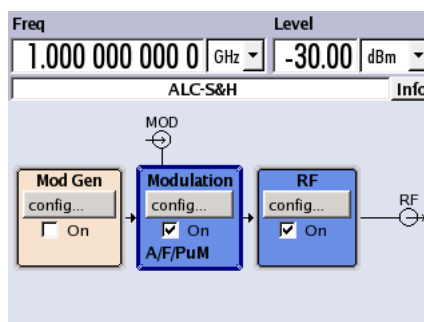 Freq Level
1.000 000 000 0 GHz -30.00 dBm
ALC-S&H Info
MOD
Mod Gen Modulation RF
config... config... config... RF
On On On
A/F/PuM